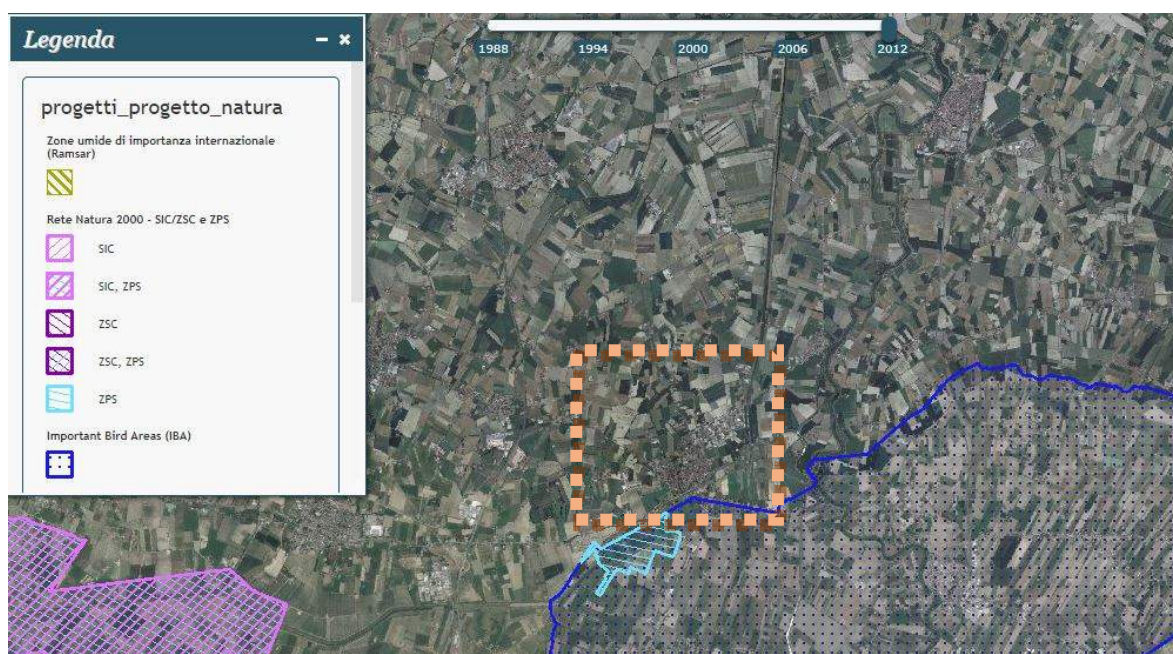 Legenda
1988 1994 2000 2006 2012
progetti_progetto_natura
Zone umide di importanza internazionale
(Ramsar)
Rete Natura 2000 - SIC/ZSC e ZPS
SIC
SIC, ZPS
ZSC
ZSC, ZPS
ZPS
Important Bird Areas (IBA)